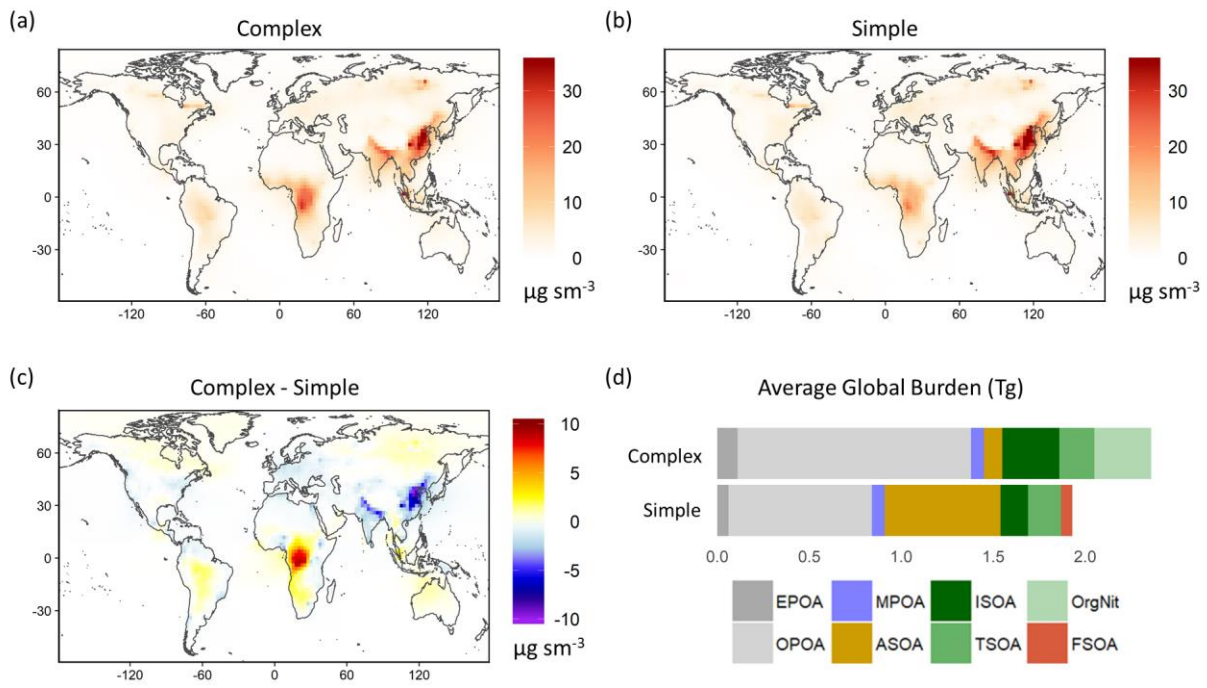 (a) Complex
60
30
0
-30
-120 -60 0 60 120
30
20
10
0
µg sm-3
(b) Simple
60
30
0
-30
-120 -60 0 60 120
30
20
10
0
µg sm-3
(c) Complex - Simple
60
30
0
-30
-120 -60 0 60 120
10
5
0
-5
-10
µg sm-3
(d) Average Global Burden (Tg)
Complex
Simple
0.0 0.5 1.0 1.5 2.0
EPOA MPOA ISOA OrgNit
OPOA ASOA TSOA FSOA